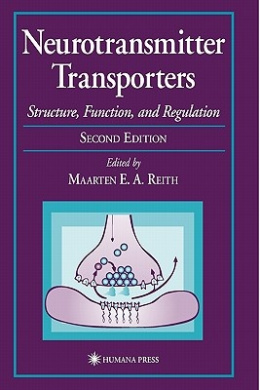 Neurotransmitter
Transporters
Structure, Function, and Regulation
SECOND EDITION
Edited by
MAARTEN E. A. REITH
HUMANA PRESS